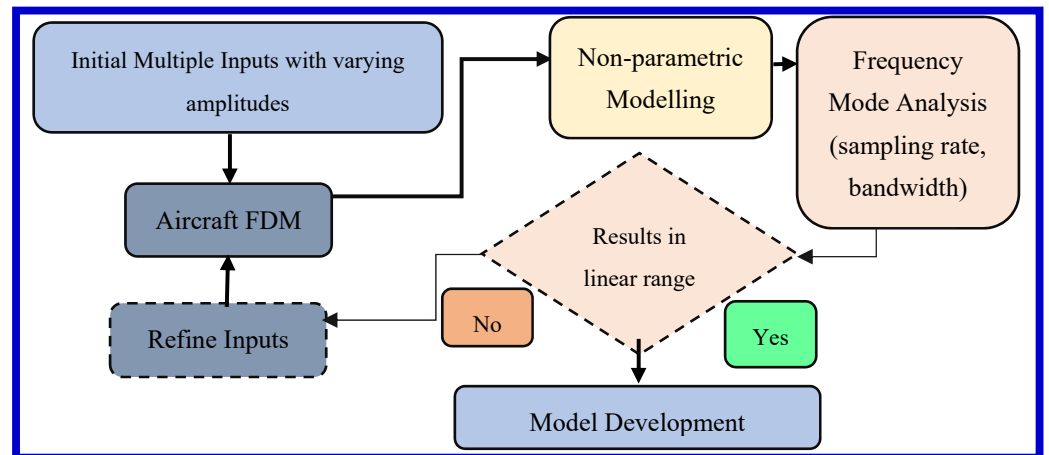 Initial Multiple Inputs with varying
amplitudes
Non-parametric
Modelling
Frequency
Mode Analysis
(sampling rate,
bandwidth)
Aircraft FDM
Results in
linear range
No
Yes
Refine Inputs
Model Development